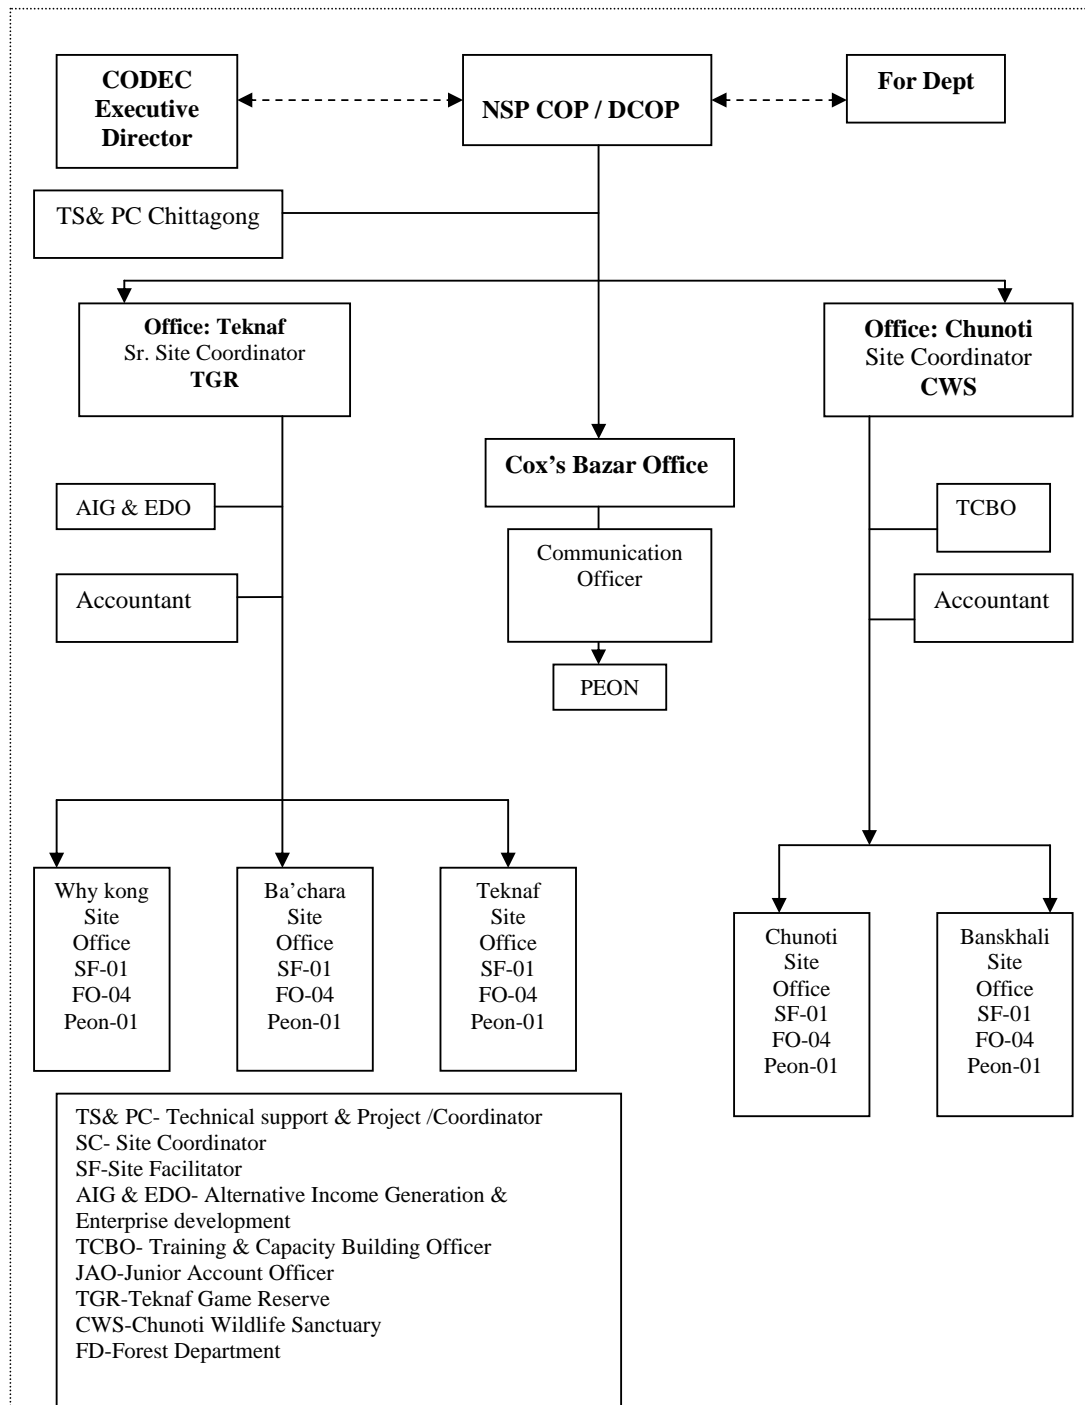 CODEC
Executive
Director
NSP COP / DCOP
For Dept
TS& PC Chittagong
Office: Teknaf
Sr. Site Coordinator
TGR
Office: Chunoti
Site Coordinator
CWS
Cox’s Bazar Office
AIG & EDO
TCBO
Communication
Officer
Accountant
Accountant
PEON
Why kong
Site
Office
SF-01
FO-04
Peon-01
Ba’chara
Site
Office
SF-01
FO-04
Peon-01
Teknaf
Site
Office
SF-01
FO-04
Peon-01
Chunoti
Site
Office
SF-01
FO-04
Peon-01
Banskhali
Site
Office
SF-01
FO-04
Peon-01
TS& PC- Technical support & Project /Coordinator
SC- Site Coordinator
SF-Site Facilitator
AIG & EDO- Alternative Income Generation &
Enterprise development
TCBO- Training & Capacity Building Officer
JAO-Junior Account Officer
TGR-Teknaf Game Reserve
CWS-Chunoti Wildlife Sanctuary
FD-Forest Department